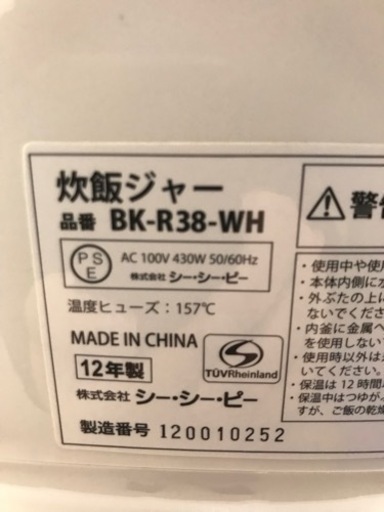 炊飯ジャー
品番 BK-R38-WH
PSE
AC 100V 430W 50/60Hz
株式会社 シー・シー・ピー
温度ヒューズ：157℃
MADE IN CHINA
12年製
TÜVRheinland
株式会社 シー・シー・ピー
製造番号 120010252
警
・使用中や使用
・本体内側に水
・外ぶたの上に
ないでくださ
・内釜に金属へ
を使用しない
・使用時以外は
いてください。
・保温は12時間
・保温中はつゆが
すが、ご飯の乾燥